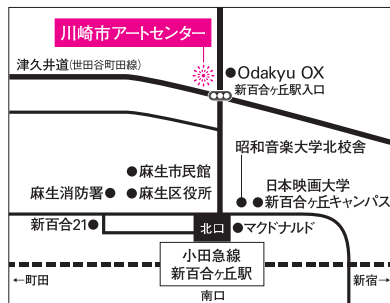 川崎市アートセンター
津久井道(世田谷町田線)
Odakyu OX
新百合ヶ丘駅入口
昭和音楽大学北校舎
麻生市民館
麻生消防署
麻生区役所
日本映画大学
新百合ヶ丘キャンパス
新百合21
北口
マクドナルド
小田急線
新百合ヶ丘駅
←町田
新宿→
南口